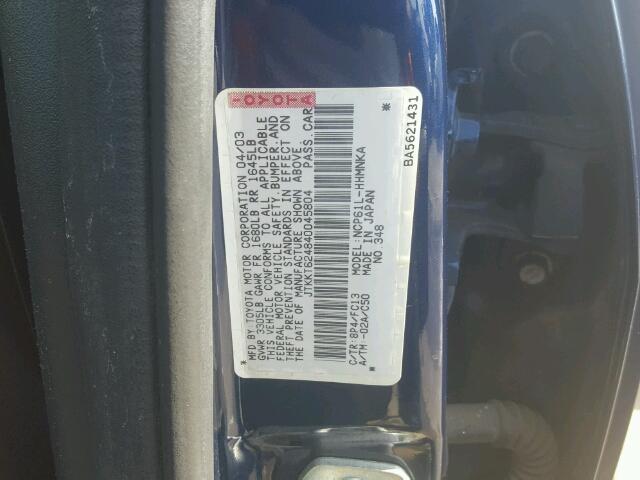 TOYOTA
MFD BY TOYOTA MOTOR CORPORATION 04/03
GVWR 3305LB GAWR FR 1680LB RR 1645LB
THIS VEHICLE CONFORMS TO ALL APPLICABLE
FEDERAL MOTOR VEHICLE SAFETY, BUMPER, AND
THEFT PREVENTION STANDARDS IN EFFECT ON
THE DATE OF MANUFACTURE SHOWN ABOVE.
JTKKT624840045804 PASS.CAR
C/TR:8P4/FC13 MODEL:NCP61L-HHMNKA
A/TM:-02A/C50 MADE IN JAPAN
NO.348
BA5621431